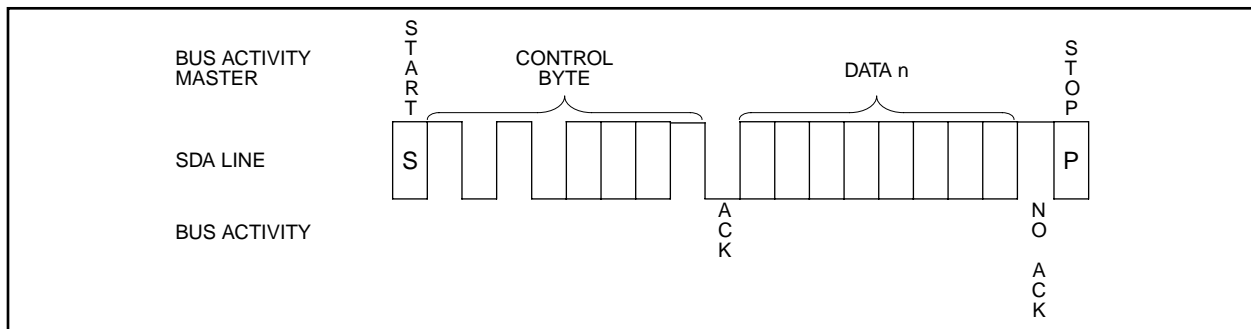 BUS ACTIVITY
MASTER
START
CONTROL
BYTE
DATA n
STOP
SDA LINE
S
P
BUS ACTIVITY
ACK
NO ACK